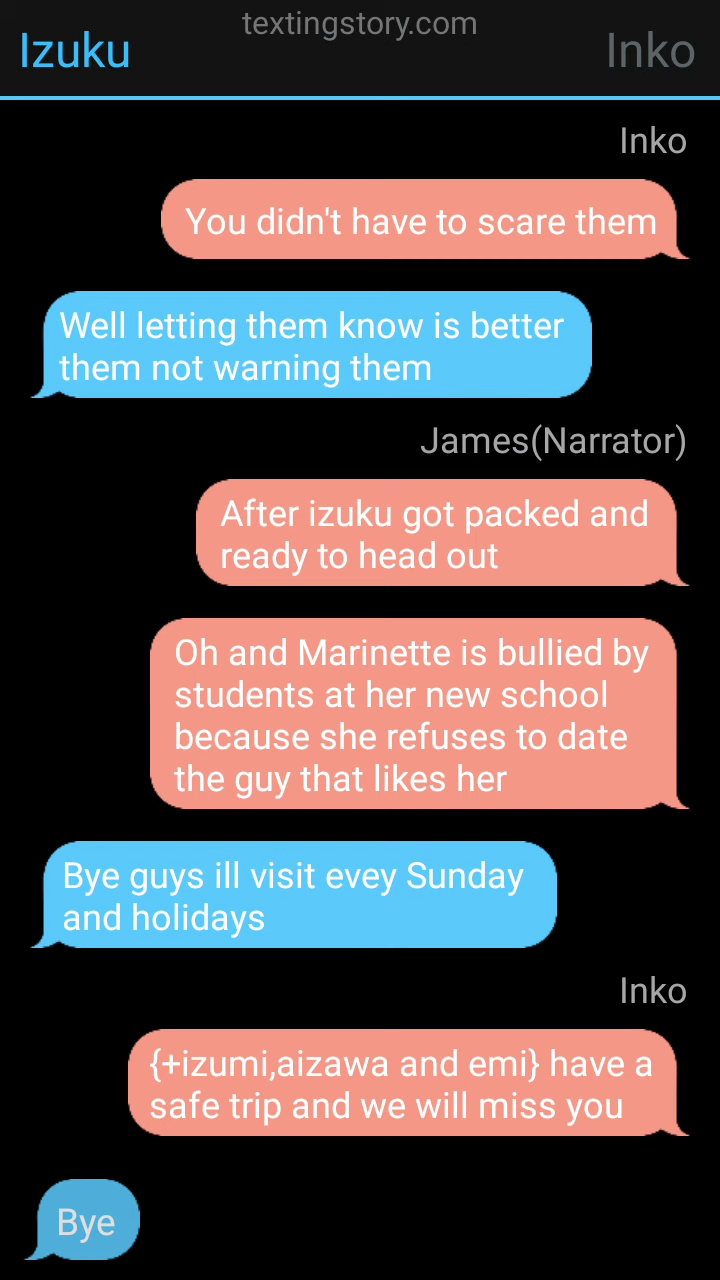 textingstory.com
Izuku
Inko
Inko
You didn't have to scare them
Well letting them know is better
them not warning them
James(Narrator)
After izuku got packed and
ready to head out
Oh and Marinette is bullied by
students at her new school
because she refuses to date
the guy that likes her
Bye guys ill visit evey Sunday
and holidays
Inko
{+izumi,aizawa and emi} have a
safe trip and we will miss you
Bye